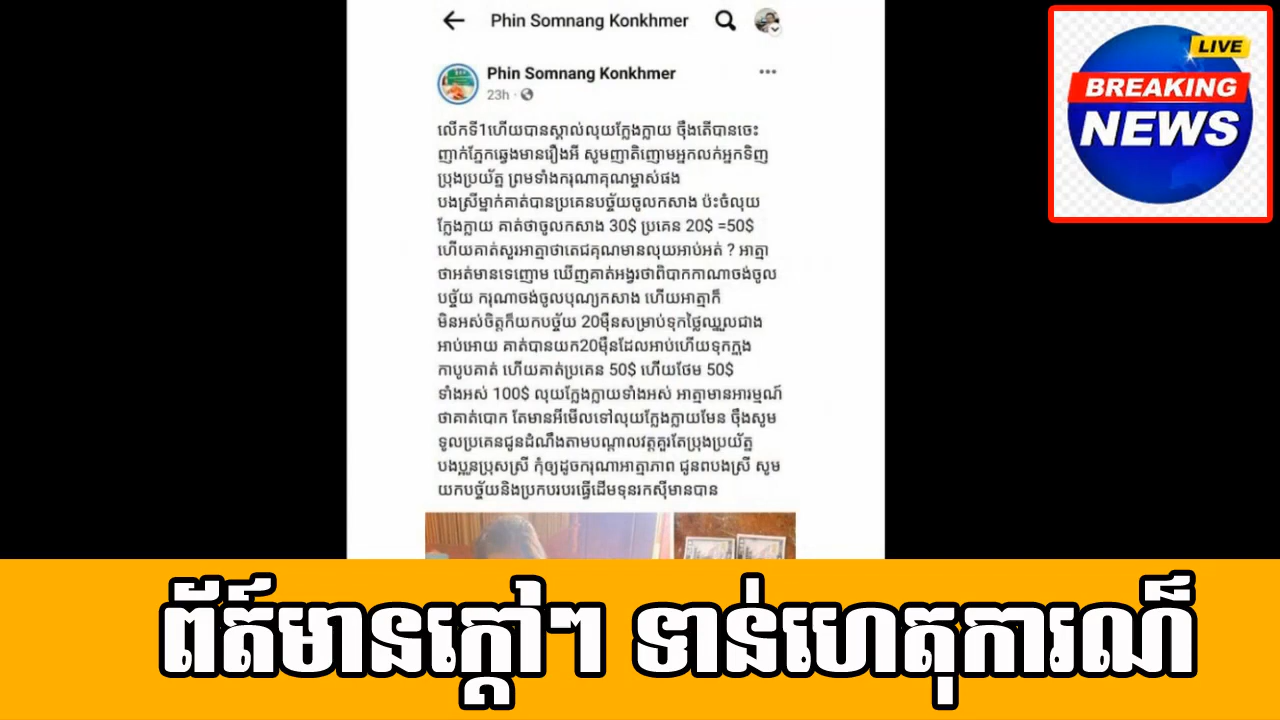 Phin Somnang Konkhmer
Phin Somnang Konkhmer
23h
លើកទី1ហើយបានស្គាល់លុយក្លែងក្លាយ ចុឹងតើបានចេះ
ញាក់ភ្នែកឆ្វេងមានរឿងអី សូមញាតិញោមអ្នកលក់អ្នកទិញ
ប្រុងប្រយ័ត្ន ព្រមទាំងករុណាគុណម្ចាស់ផង
បងស្រីម្នាក់គាត់បានប្រគេនបច្ច័យចូលកសាង ប៉ះចំលុយ
ក្លែងក្លាយ គាត់ថាចូលកសាង 30$ ប្រគេន 20$ =50$
ហើយគាត់សួរអាត្មាថាតេជគុណមានលុយអាប់អត់ ? អាត្មា
ថាអត់មានទេញោម ឃើញគាត់អង្វរថាពិបាកកាណាចង់ចូល
បច្ច័យ ករុណាចង់ចូលបុណ្យកសាង ហើយអាត្មាក៏
មិនអស់ចិត្តក៏យកបច្ច័យ 20ម៉ឺនសម្រាប់ទុកថ្លៃឈ្នួលជាង
អាប់អោយ គាត់បានយក20ម៉ឺនដែលអាប់ហើយទុកក្នុង
កាបូបគាត់ ហើយគាត់ប្រគេន 50$ ហើយថែម 50$
ទាំងអស់ 100$ លុយក្លែងក្លាយទាំងអស់ អាត្មាមានអារម្មណ៍
ថាគាត់បោក តែមានអីមើលទៅលុយក្លែងក្លាយមែន ចុឹងសូម
ទូលប្រគេនជូនដំណឹងតាមបណ្តាលវត្តគួរតែប្រុងប្រយ័ត្ន
បងប្អូនប្រុសស្រី កុំឲ្យដូចករុណាអាត្មាភាព ជូនពបងស្រី សូម
យកបច្ច័យនិងប្រកបរបរធ្វើដើមទុនរកស៊ីមានបាន
LIVE
BREAKING
NEWS
ព័ត៍មានក្តៅៗ ទាន់ហេតុការណ៍